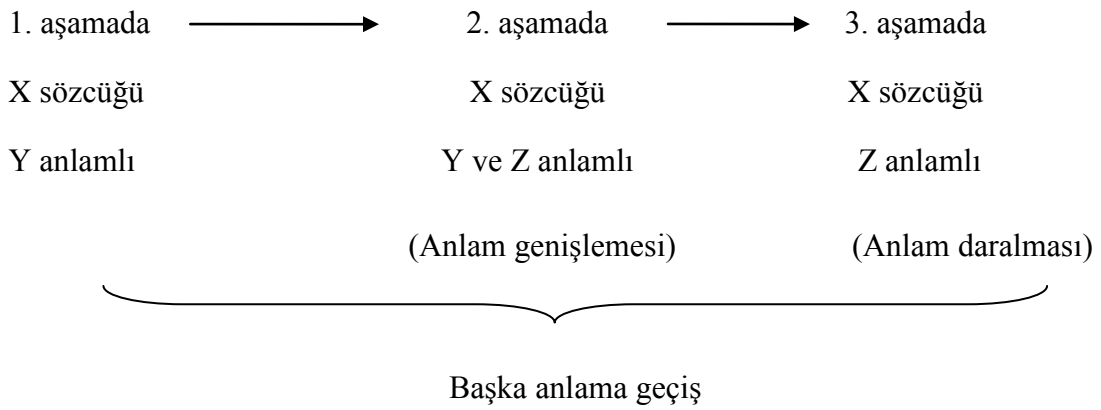 1. aşamada 2. aşamada 3. aşamada
X sözcüğü X sözcüğü X sözcüğü
Y anlamlı Y ve Z anlamlı Z anlamlı
(Anlam genişlemesi) (Anlam daralması)
Başka anlama geçiş